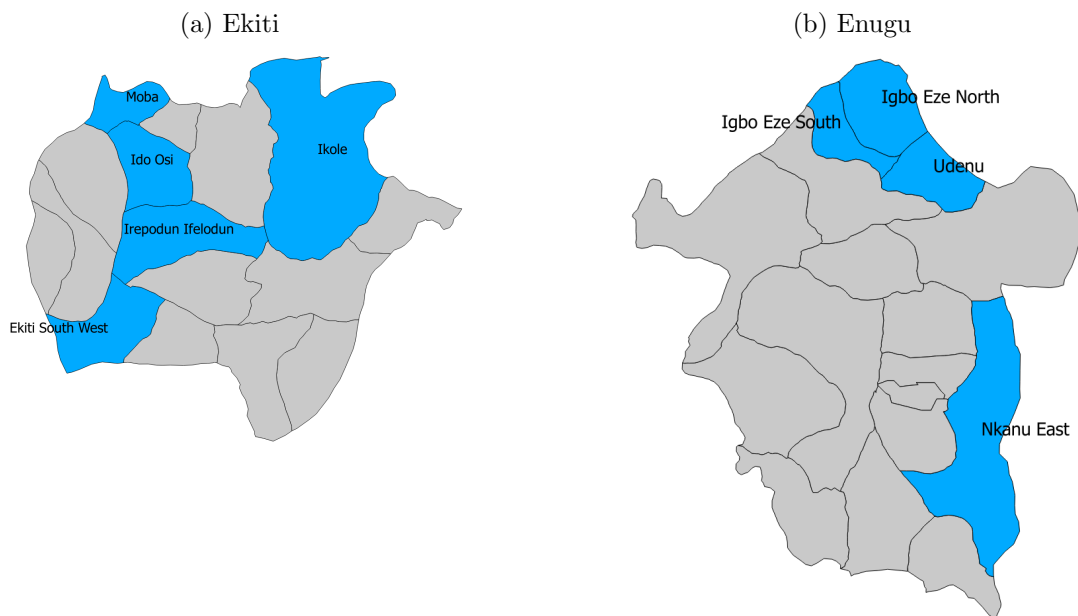 (a) Ekiti
Moba
Ido Osi
Ikole
Irepodun Ifelodun
Ekiti South West
(b) Enugu
Igbo Eze North
Igbo Eze South
Udenu
Nkanu East